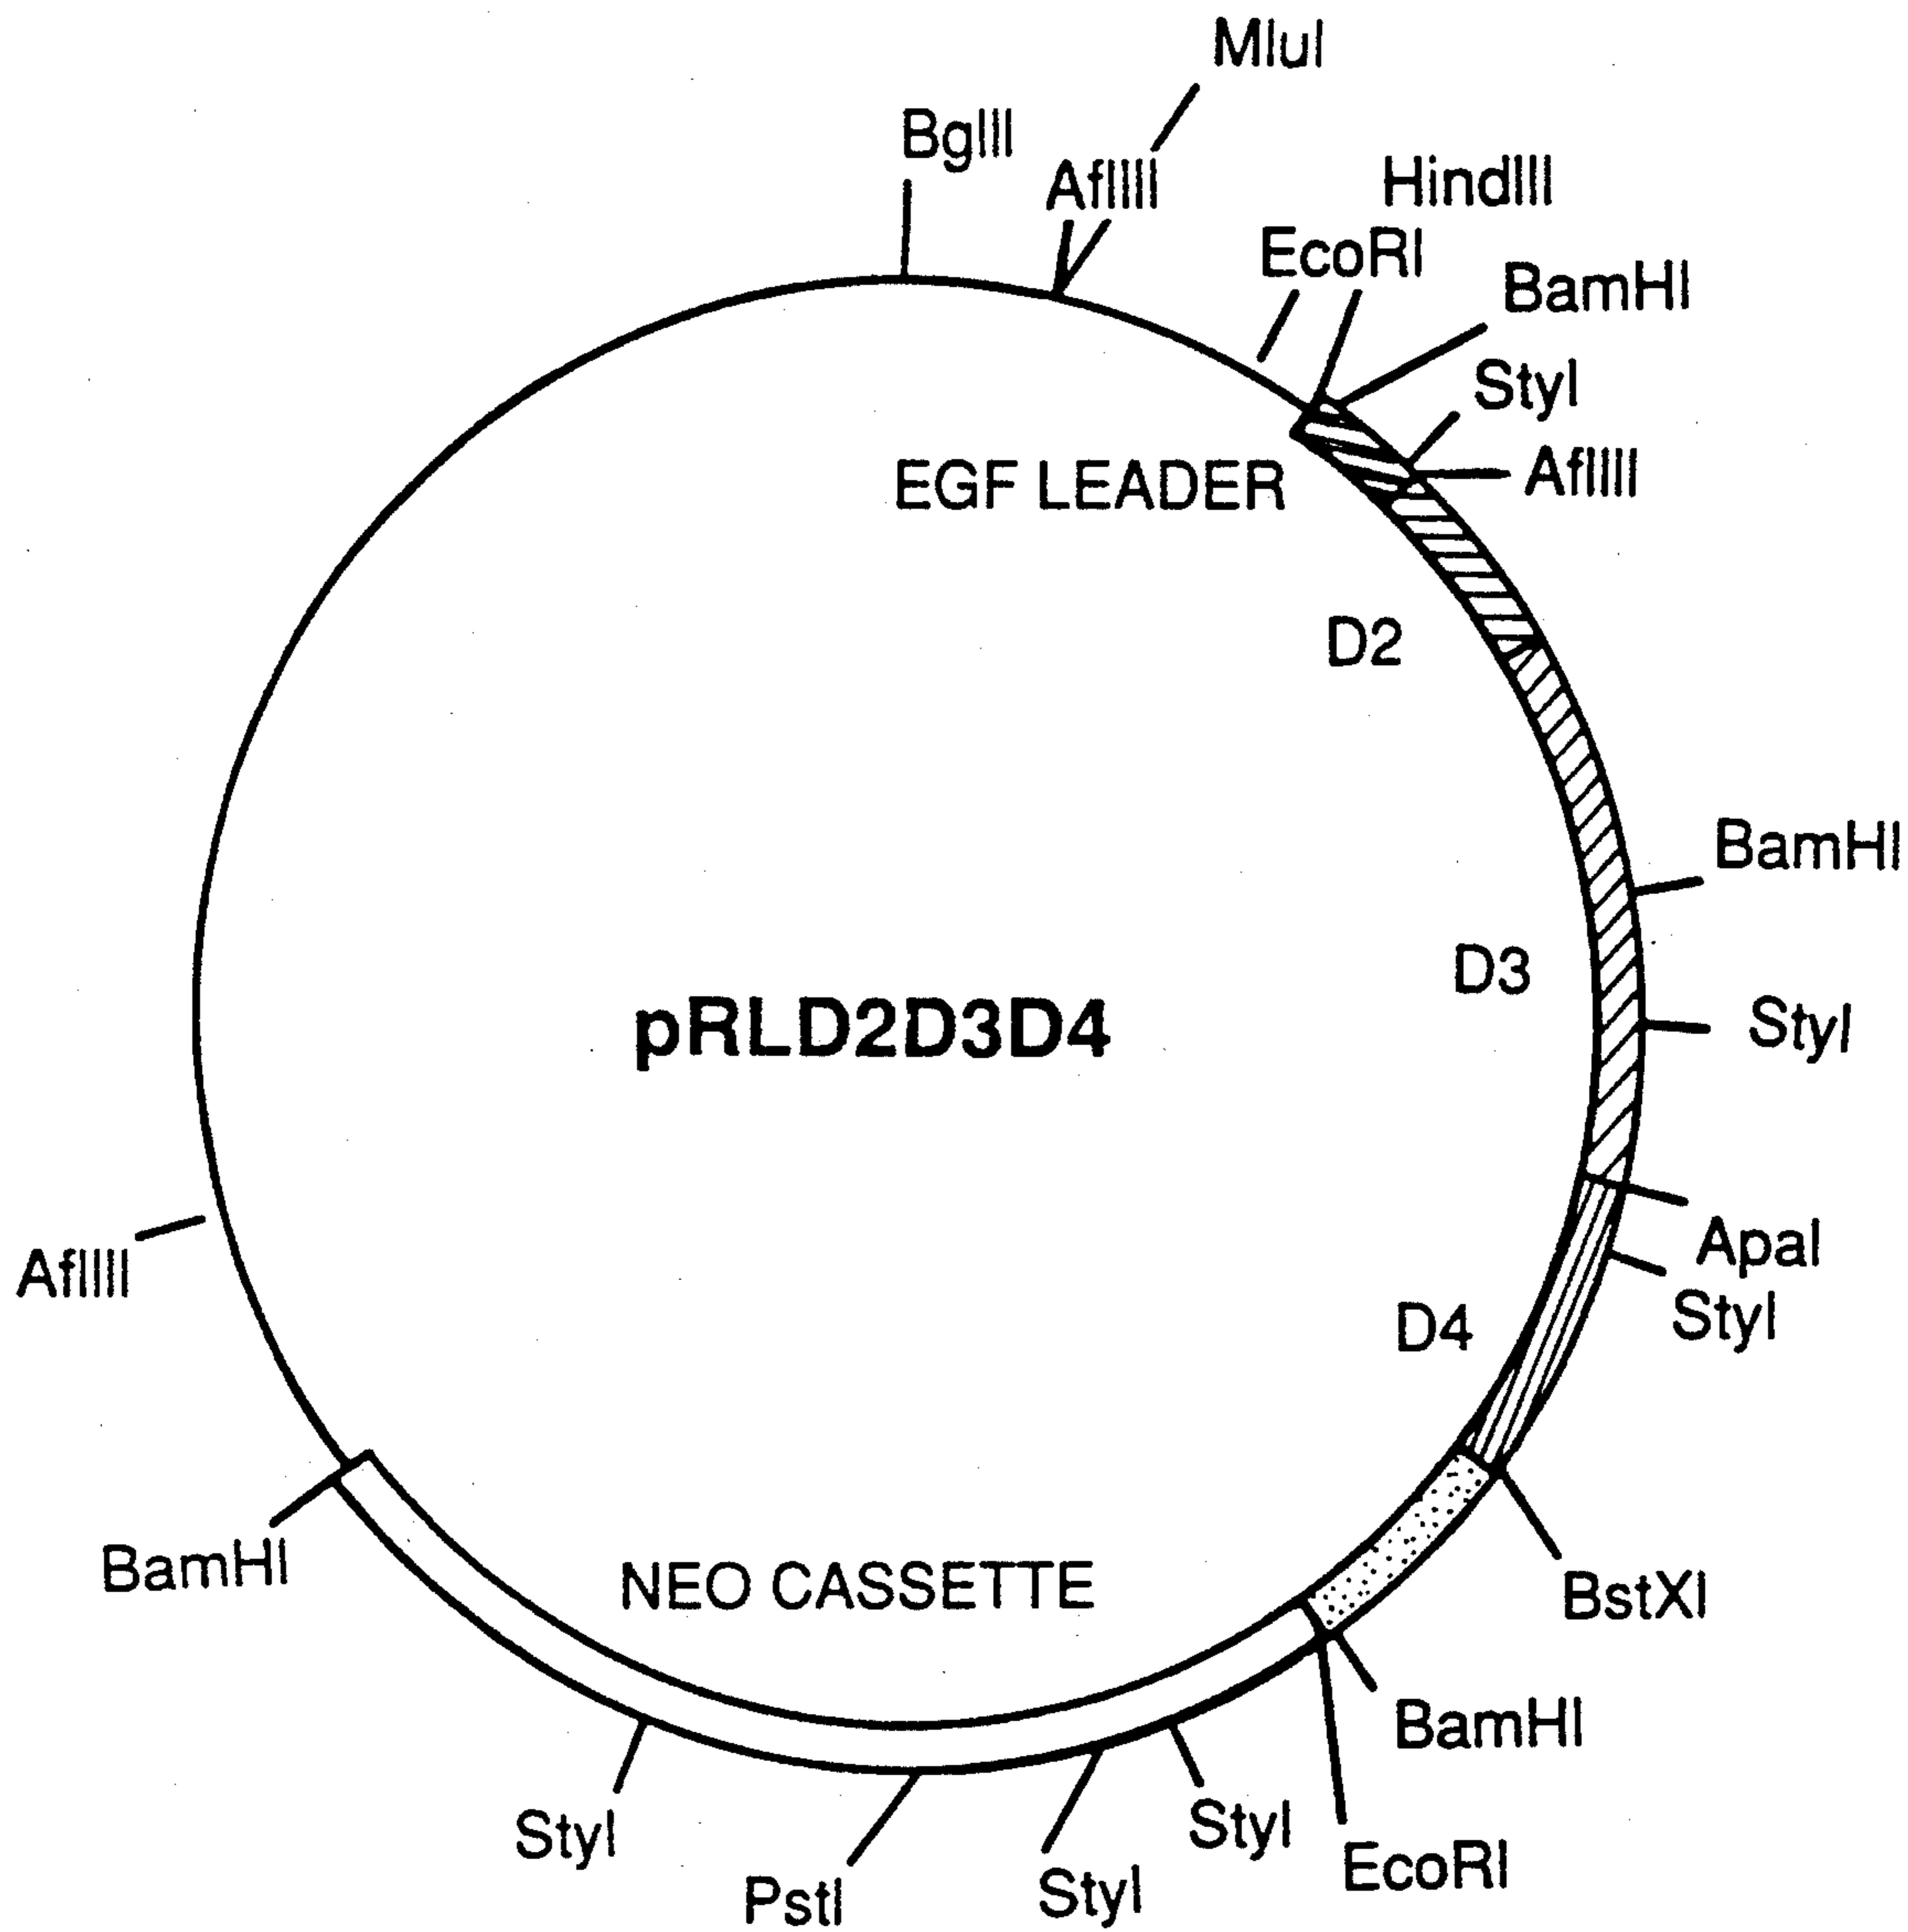 MluI
BglII
AflIII
HindIII
EcoRI
BamHI
StyI
AflIII
EGF LEADER
D2
BamHI
D3
StyI
pRLD2D3D4
ApaI
AflIII
StyI
D4
BamHI
NEO CASSETTE
BstXI
BamHI
StyI
StyI
EcoRI
PstI
StyI